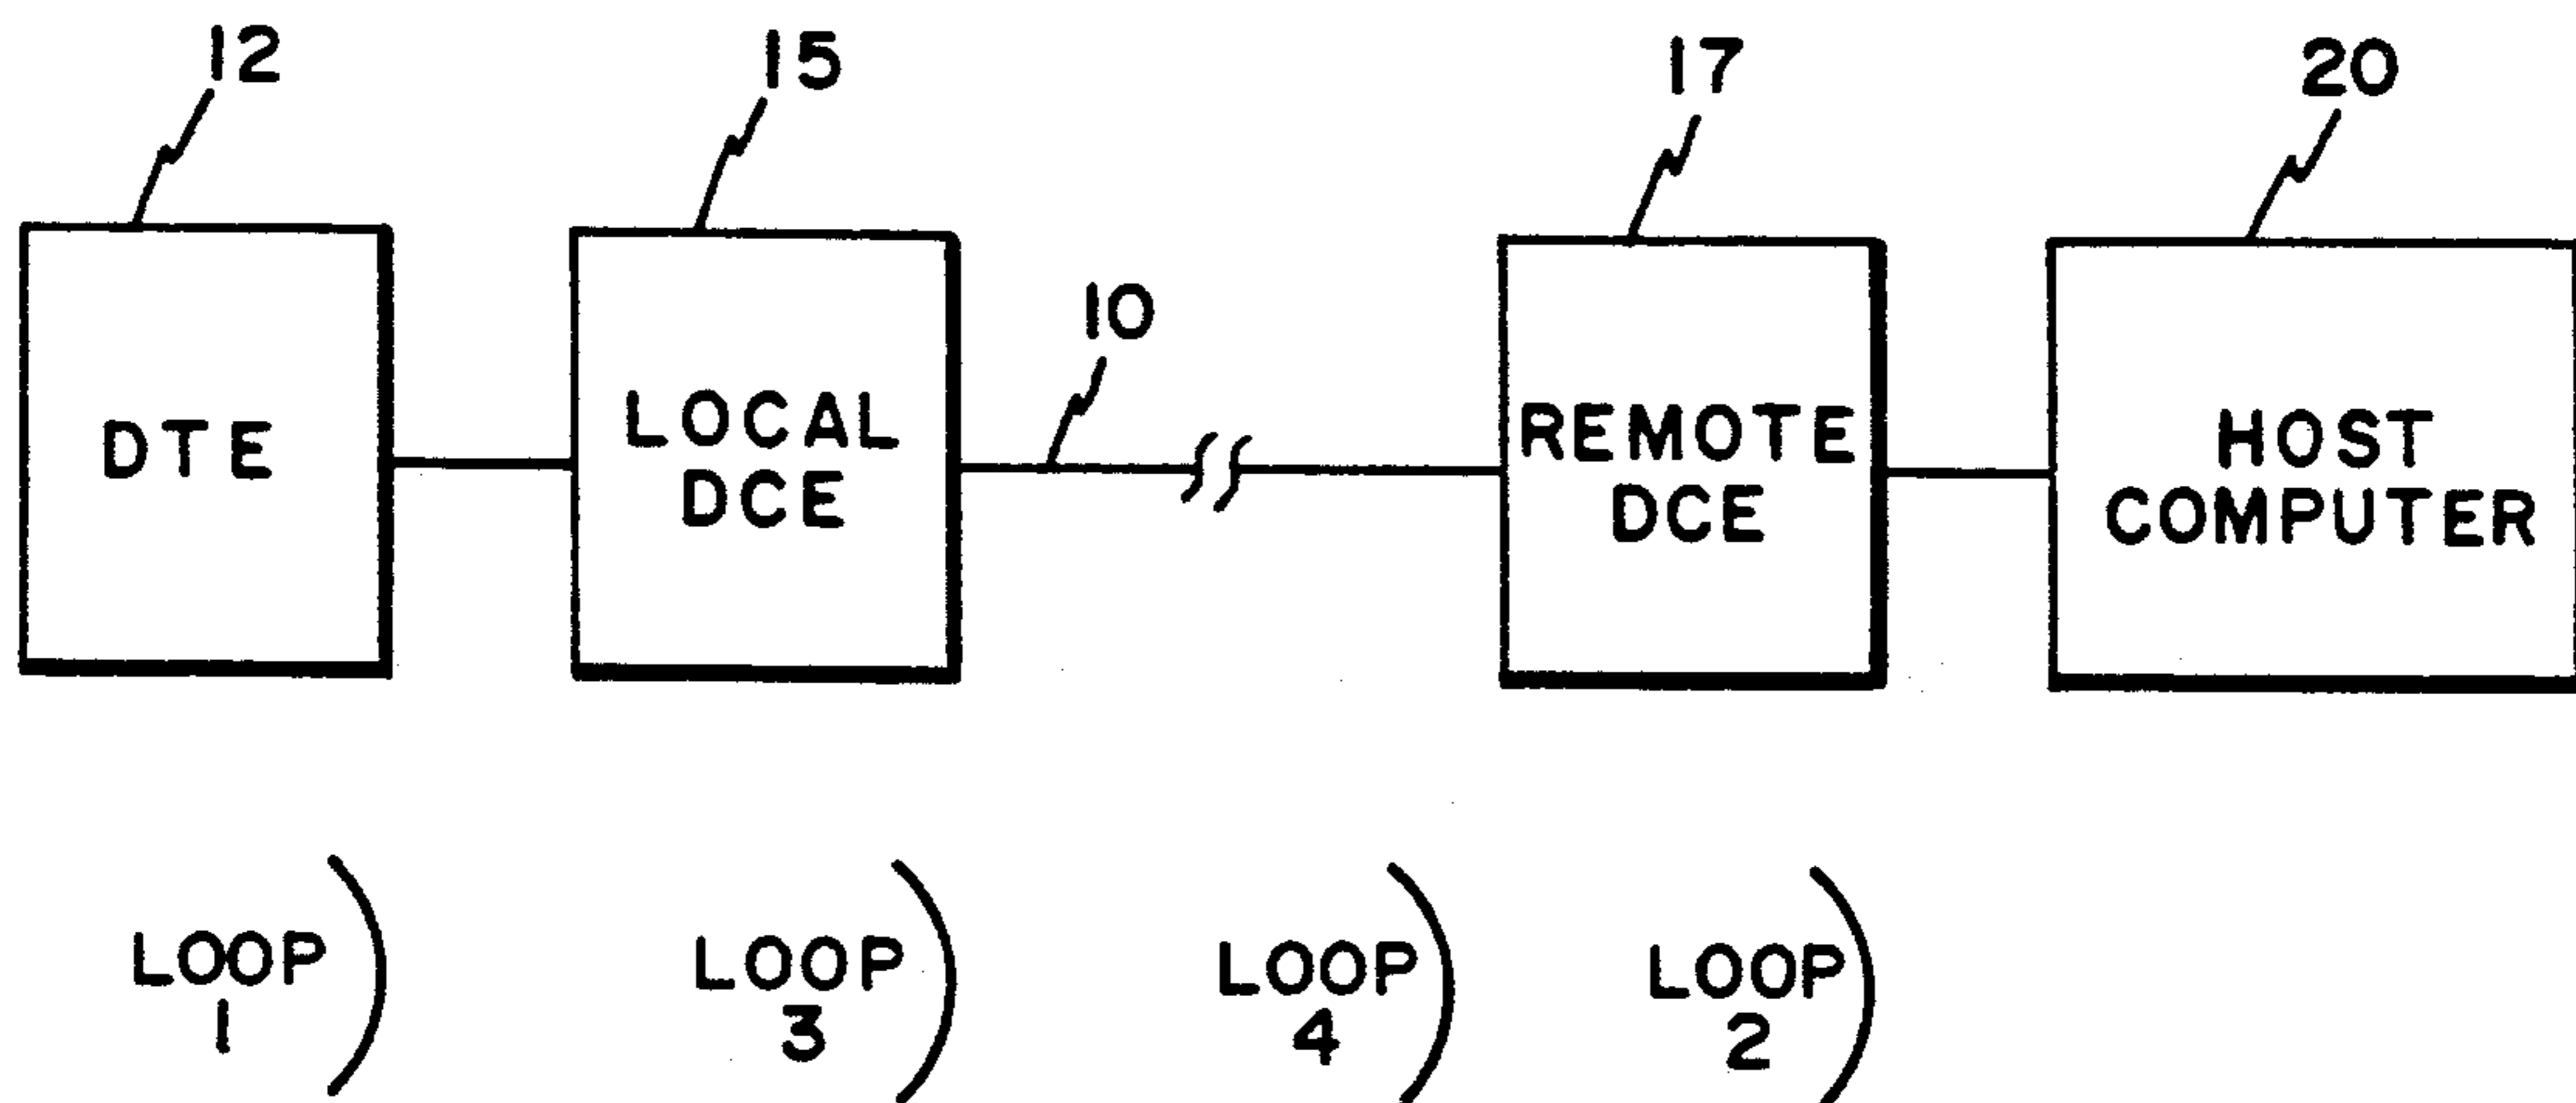 12
15
17
20
10
DTE
LOCAL
DCE
REMOTE
DCE
HOST
COMPUTER
LOOP
1
LOOP
3
LOOP
4
LOOP
2